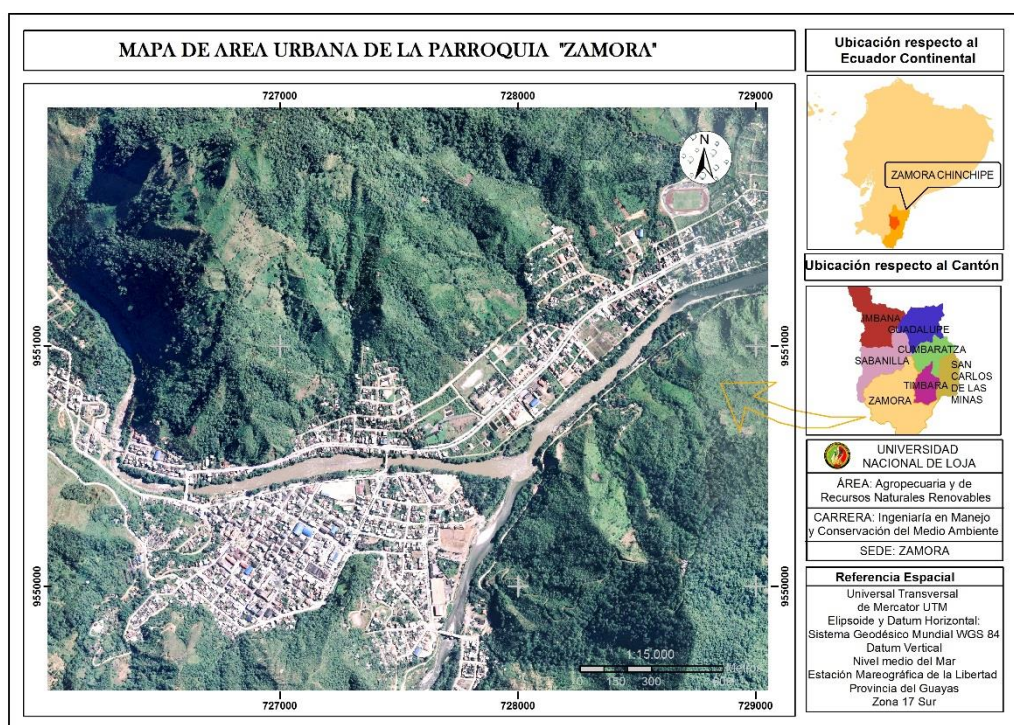 MAPA DE AREA URBANA DE LA PARROQUIA "ZAMORA"
727000
728000
729000
N
9551000
9551000
9550000
9550000
1:15.000
Metros
0 150 300 600
727000
728000
729000
Ubicación respecto al
Ecuador Continental
ZAMORA CHINCHIPE
Ubicación respecto al Cantón
IMBANA
GUADALUPE
CUMBARATZA
SABANILLA
SAN
CARLOS
DE LAS
MINAS
TIMBARA
ZAMORA
UNIVERSIDAD
NACIONAL DE LOJA
ÁREA: Agropecuaria y de
Recursos Naturales Renovables
CARRERA: Ingeniaría en Manejo
y Conservación del Medio Ambiente
SEDE: ZAMORA
Referencia Espacial
Universal Transversal
de Mercator UTM
Elipsoide y Datum Horizontal:
Sistema Geodésico Mundial WGS 84
Datum Vertical
Nivel medio del Mar
Estación Mareográfica de la Libertad
Provincia del Guayas
Zona 17 Sur